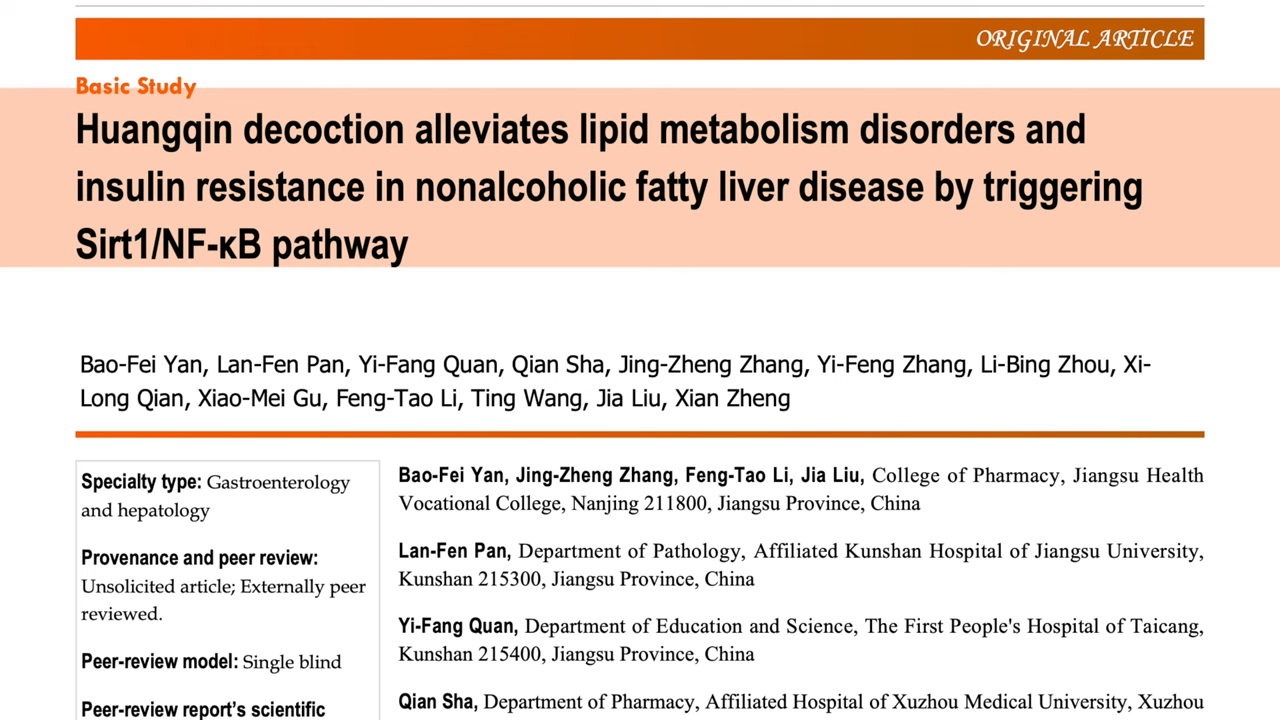 ORIGINAL ARTICLE
Basic Study
Huangqin decoction alleviates lipid metabolism disorders and
insulin resistance in nonalcoholic fatty liver disease by triggering
Sirt1/NF-κB pathway
Bao-Fei Yan, Lan-Fen Pan, Yi-Fang Quan, Qian Sha, Jing-Zheng Zhang, Yi-Feng Zhang, Li-Bing Zhou, Xi-
Long Qian, Xiao-Mei Gu, Feng-Tao Li, Ting Wang, Jia Liu, Xian Zheng
Specialty type: Gastroenterology
and hepatology
Provenance and peer review:
Unsolicited article; Externally peer
reviewed.
Peer-review model: Single blind
Peer-review report's scientific
Bao-Fei Yan, Jing-Zheng Zhang, Feng-Tao Li, Jia Liu, College of Pharmacy, Jiangsu Health
Vocational College, Nanjing 211800, Jiangsu Province, China
Lan-Fen Pan, Department of Pathology, Affiliated Kunshan Hospital of Jiangsu University,
Kunshan 215300, Jiangsu Province, China
Yi-Fang Quan, Department of Education and Science, The First People's Hospital of Taicang,
Kunshan 215400, Jiangsu Province, China
Qian Sha, Department of Pharmacy, Affiliated Hospital of Xuzhou Medical University, Xuzhou